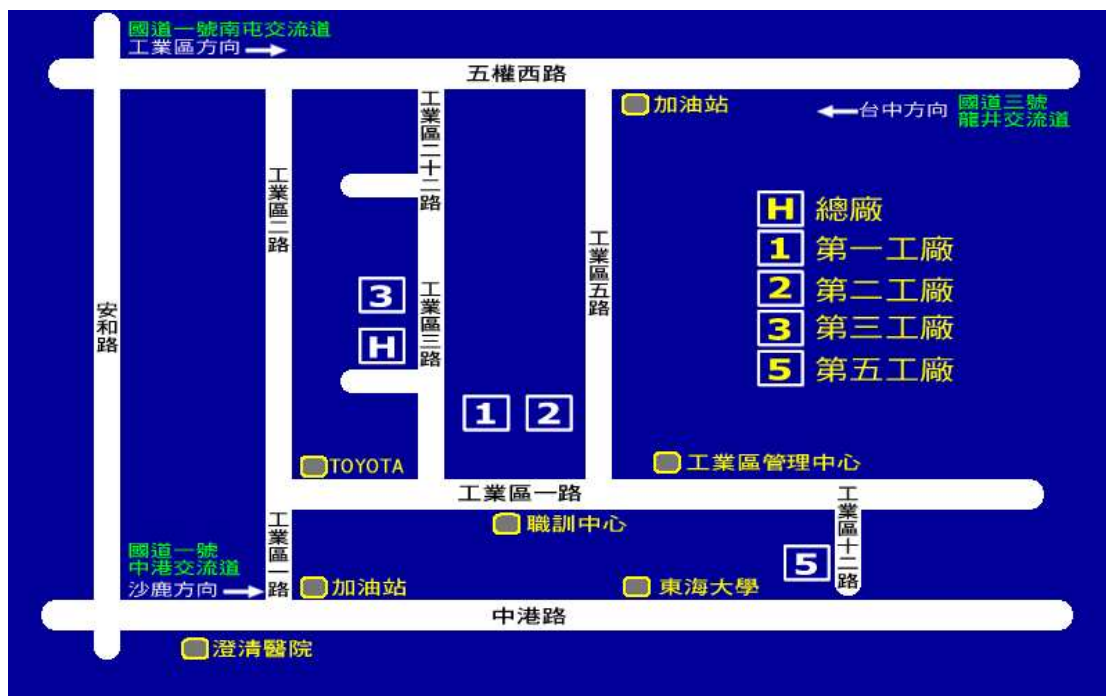 國道一號南屯交流道
工業區方向
五權西路
加油站
台中方向
國道三號
龍井交流道
工業區二十二路
工業區二路
工業區五路
H 總廠
1 第一工廠
2 第二工廠
3 第三工廠
5 第五工廠
安和路
3
工業區三路
H
1
2
TOYOTA
工業區管理中心
工業區一路
職訓中心
工業區十二路
工業區一路
國道一號
中港交流道
沙鹿方向
加油站
5
東海大學
中港路
澄清醫院